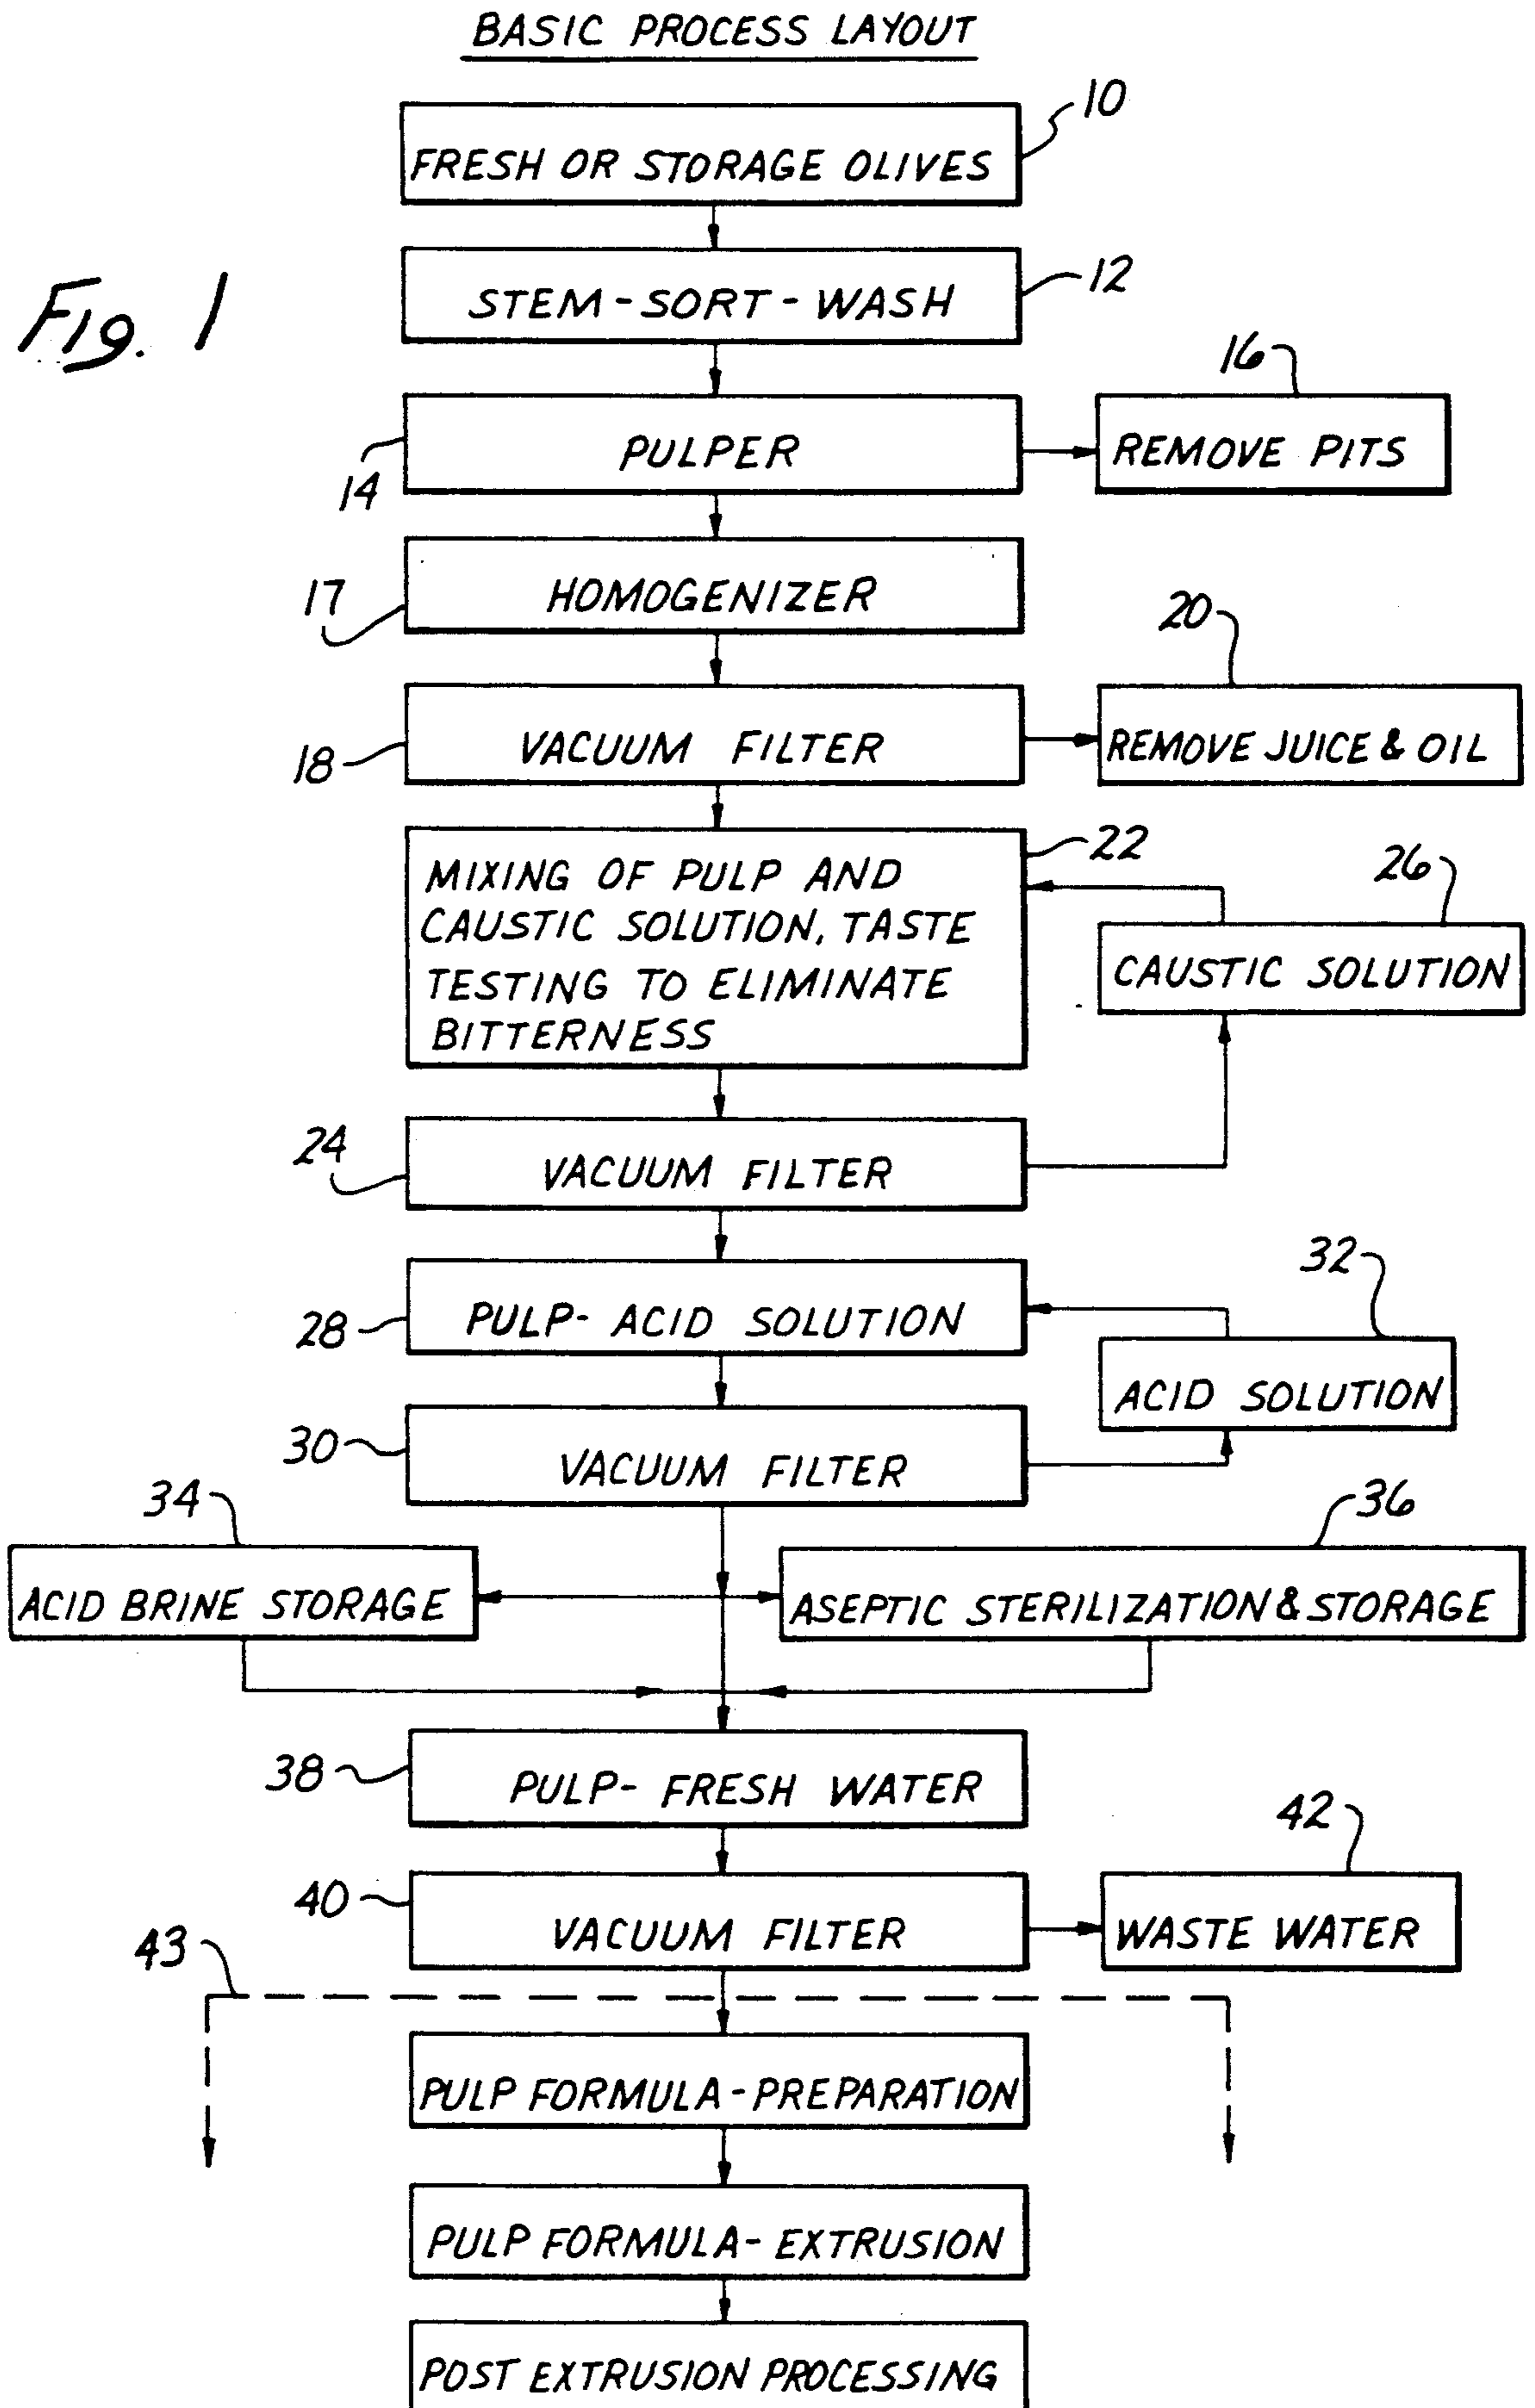 BASIC PROCESS LAYOUT
10
FRESH OR STORAGE OLIVES
Fig. 1
12
STEM-SORT-WASH
14
PULPER
16
REMOVE PITS
17
HOMOGENIZER
18
VACUUM FILTER
20
REMOVE JUICE & OIL
22
MIXING OF PULP AND
CAUSTIC SOLUTION, TASTE
TESTING TO ELIMINATE
BITTERNESS
26
CAUSTIC SOLUTION
24
VACUUM FILTER
28
PULP- ACID SOLUTION
32
ACID SOLUTION
30
VACUUM FILTER
34
ACID BRINE STORAGE
36
ASEPTIC STERILIZATION & STORAGE
38
PULP- FRESH WATER
40
VACUUM FILTER
42
WASTE WATER
43
PULP FORMULA-PREPARATION
PULP FORMULA- EXTRUSION
POST EXTRUSION PROCESSING